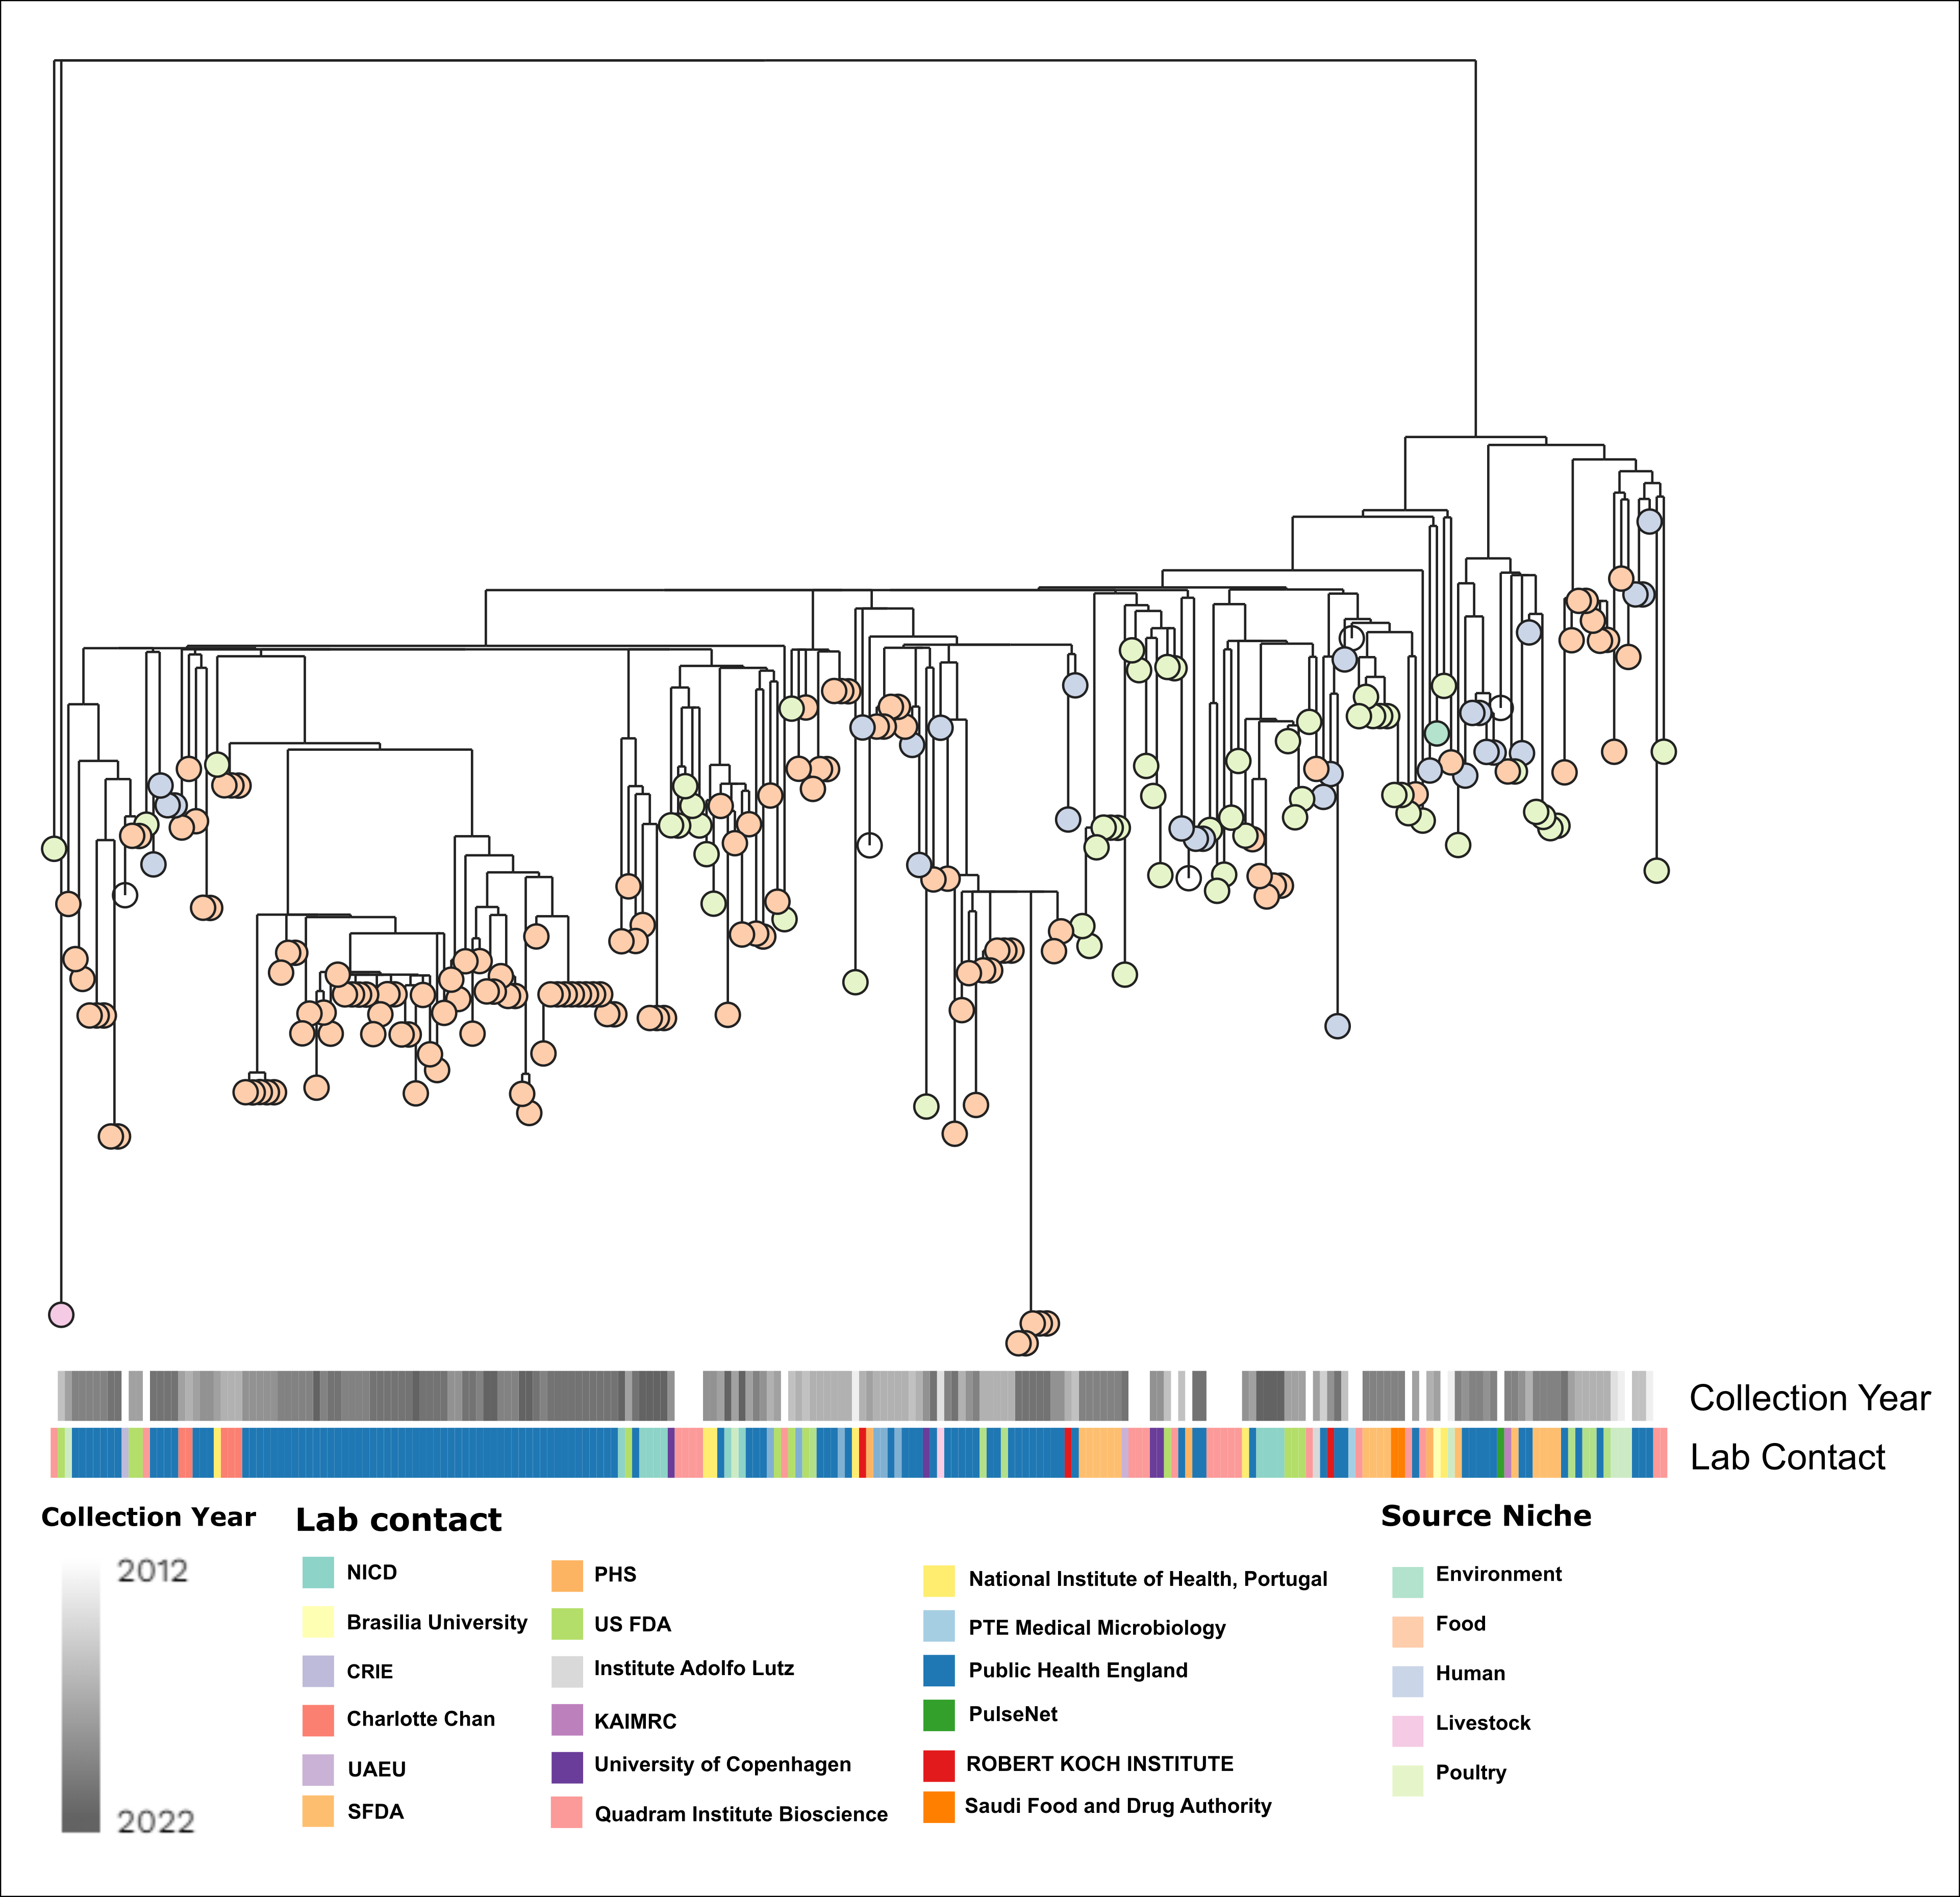 Collection Year
Lab Contact
Collection Year
2012
2022
Lab contact
NICD
Brasilia University
CRIE
Charlotte Chan
UAEU
SFDA
PHS
US FDA
Institute Adolfo Lutz
KAIMRC
University of Copenhagen
Quadram Institute Bioscience
National Institute of Health, Portugal
PTE Medical Microbiology
Public Health England
PulseNet
ROBERT KOCH INSTITUTE
Saudi Food and Drug Authority
Source Niche
Environment
Food
Human
Livestock
Poultry